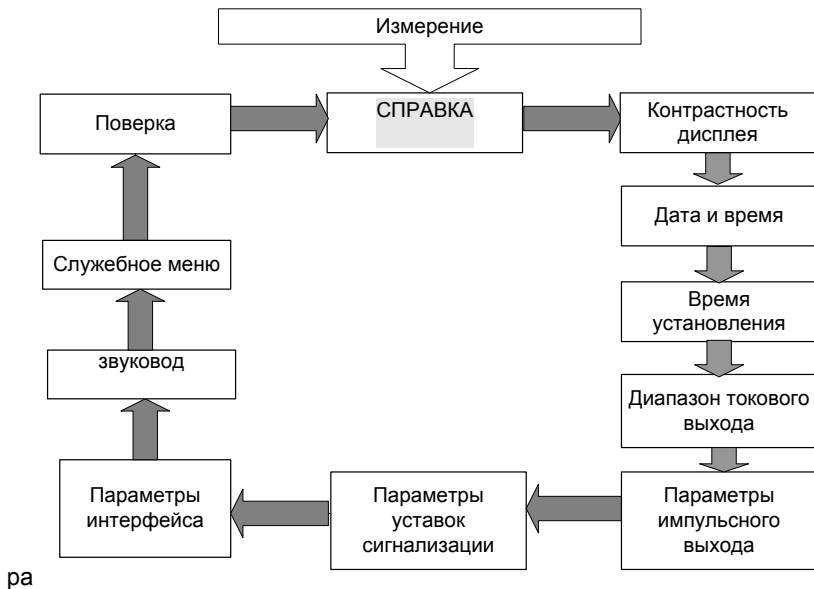 Измерение
Поверка
СПРАВКА
Контрастность
дисплея
Дата и время
Служебное меню
Время
установления
звуковод
Диапазон токового
выхода
Параметры
интерфейса
Параметры
уставок
сигнализации
Параметры
импульсного
выхода
ра